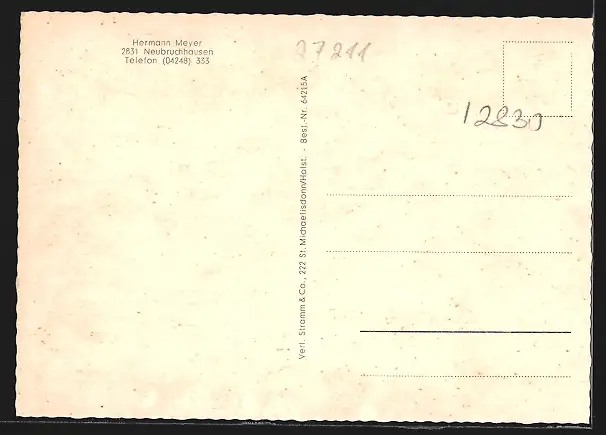 Hermann Meyer
2831 Neubruchhausen
Telefon (04248) 333
27211
12830
Verl. Stramm & Co., 222 St. Michaelisdonn/Holst. - Best.-Nr. 64215A